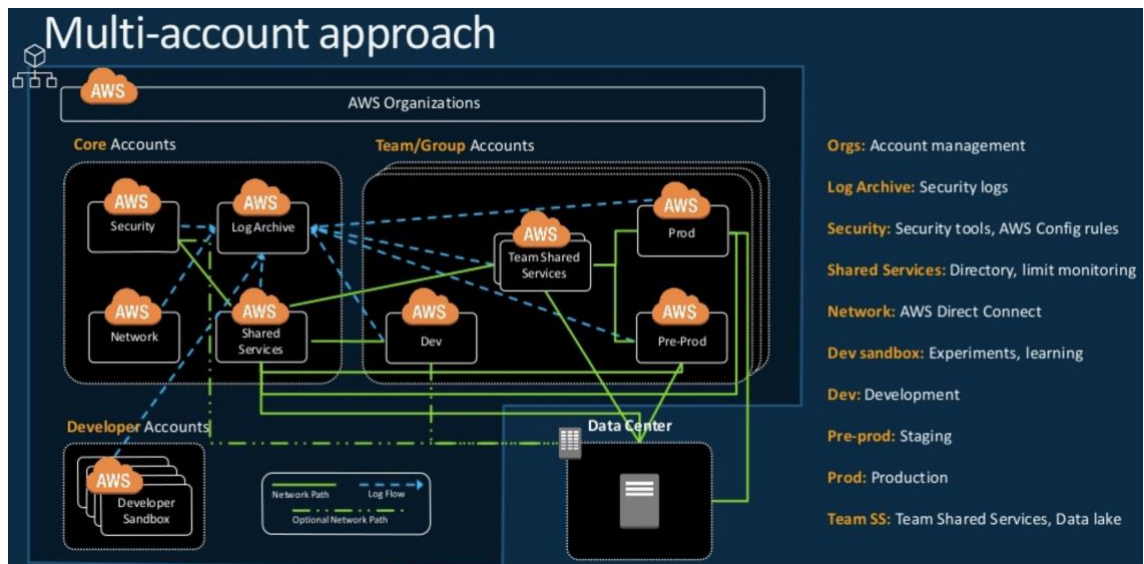 Multi-account approach
AWS
AWS Organizations
Core Accounts
Team/Group Accounts
AWS
Security
AWS
Log Archive
AWS
Team Shared
Services
AWS
Prod
AWS
Network
AWS
Shared
Services
AWS
Dev
AWS
Pre-Prod
Developer Accounts
AWS
Developer
Sandbox
Network Path
Log Flow
Optional Network Path
Data Center
Orgs: Account management
Log Archive: Security logs
Security: Security tools, AWS Config rules
Shared Services: Directory, limit monitoring
Network: AWS Direct Connect
Dev sandbox: Experiments, learning
Dev: Development
Pre-prod: Staging
Prod: Production
Team SS: Team Shared Services, Data lake